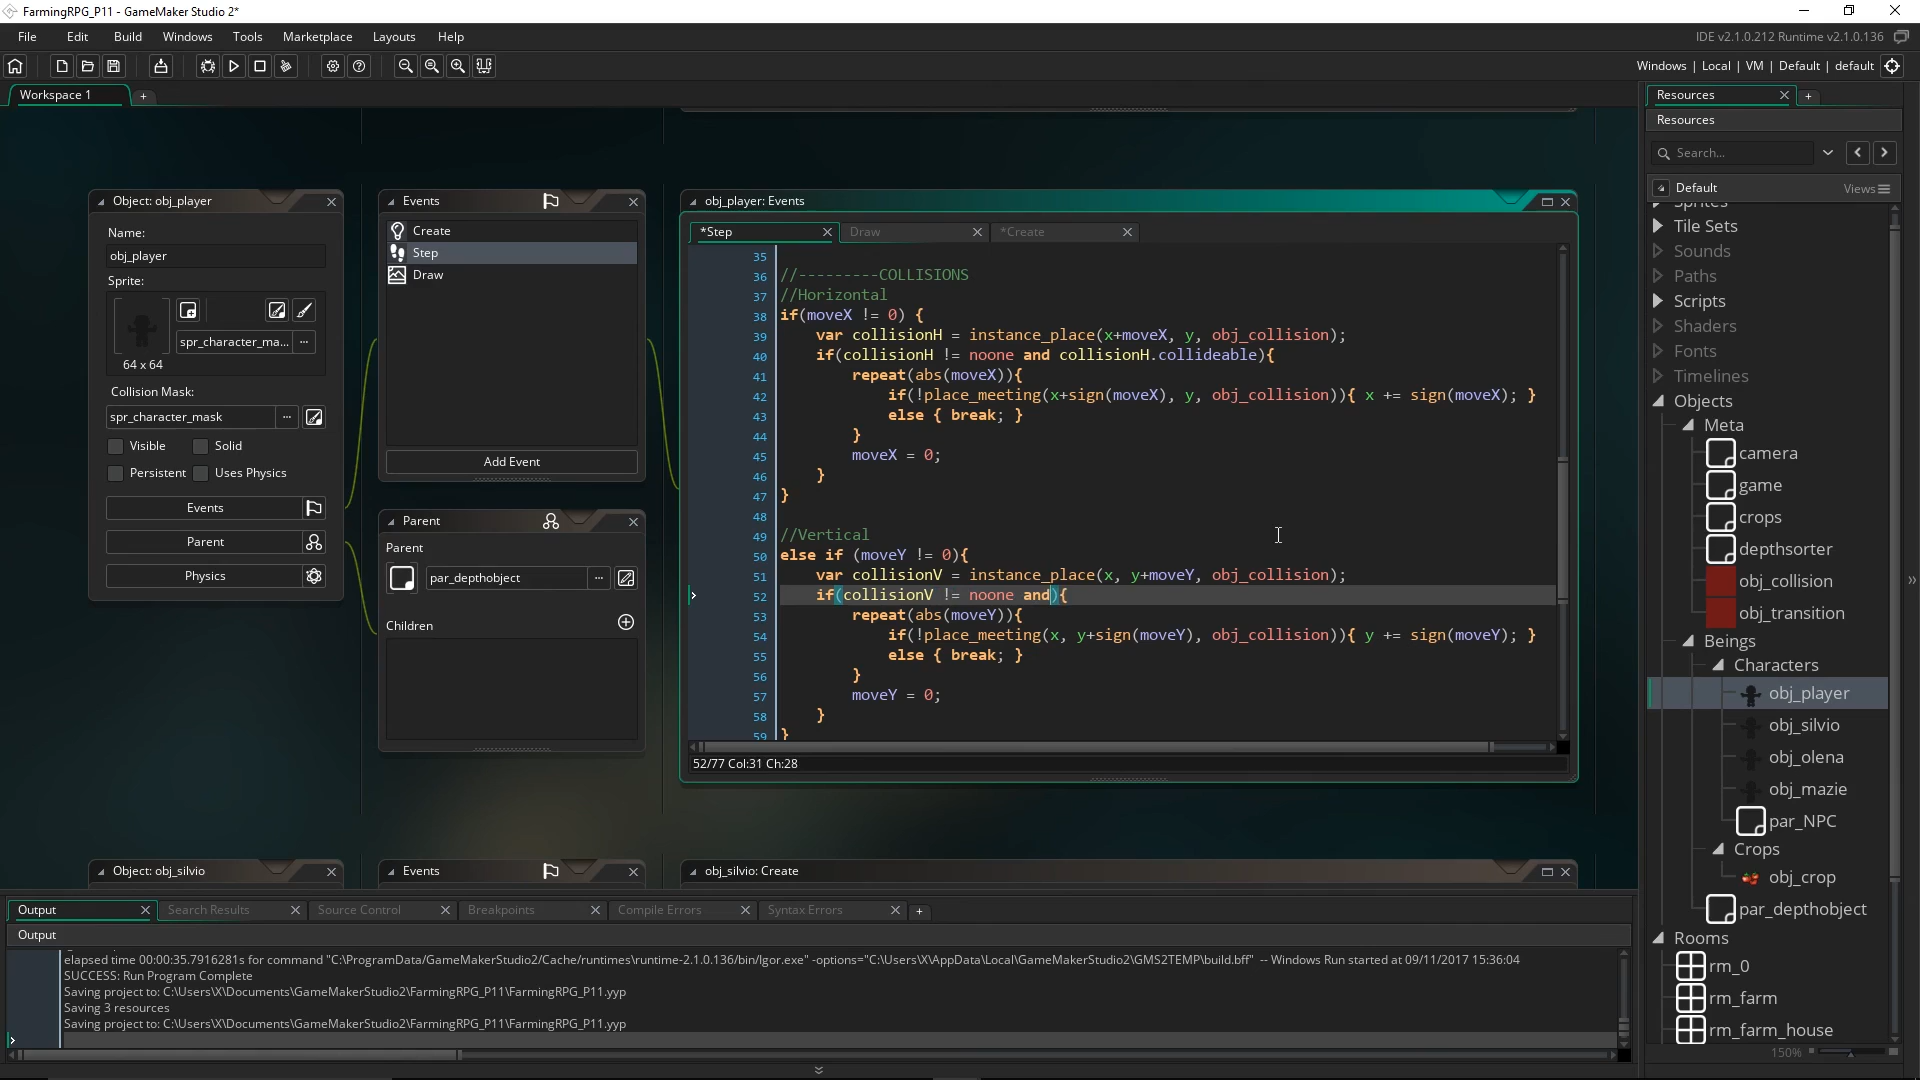 FarmingRPG_P11 - GameMaker Studio 2*
File Edit Build Windows Tools Marketplace Layouts Help
IDE v2.1.0.212 Runtime v2.1.0.136
Windows | Local | VM | Default | default
Workspace 1
+
Object: obj_player
Name:
obj_player
Sprite:
spr_character_ma... ...
64 x 64
Collision Mask:
spr_character_mask ...
Visible Solid
Persistent Uses Physics
Events
Parent
Physics
Events
Create
Step
Draw
Add Event
Parent
Parent
par_depthobject ...
Children
obj_player: Events
*Step Draw *Create
35
36 //---------COLLISIONS
37 //Horizontal
38 if(moveX != 0) {
39 var collisionH = instance_place(x+moveX, y, obj_collision);
40 if(collisionH != noone and collisionH.collideable){
41 repeat(abs(moveX)){
42 if(!place_meeting(x+sign(moveX), y, obj_collision)){ x += sign(moveX); }
43 else { break; }
44 }
45 moveX = 0;
46 }
47 }
48
49 //Vertical
50 else if (moveY != 0){
51 var collisionV = instance_place(x, y+moveY, obj_collision);
52 if(collisionV != noone and){
53 repeat(abs(moveY)){
54 if(!place_meeting(x, y+sign(moveY), obj_collision)){ y += sign(moveY); }
55 else { break; }
56 }
57 moveY = 0;
58 }
59 }
52/77 Col:31 Ch:28
Object: obj_silvio
Events
obj_silvio: Create
Output Search Results Source Control Breakpoints Compile Errors Syntax Errors +
Output
elapsed time 00:00:35.7916281s for command "C:\ProgramData/GameMakerStudio2/Cache/runtimes\runtime-2.1.0.136/bin/Igor.exe" -options="C:\Users\X\AppData\Local\GameMakerStudio2\GMS2TEMP\build.bff" -- Windows Run started at 09/11/2017 15:36:04
SUCCESS: Run Program Complete
Saving project to: C:\Users\X\Documents\GameMakerStudio2\FarmingRPG_P11\FarmingRPG_P11.yyp
Saving 3 resources
Saving project to: C:\Users\X\Documents\GameMakerStudio2\FarmingRPG_P11\FarmingRPG_P11.yyp
Resources
+
Resources
Search...
Default Views
Sprites
Tile Sets
Sounds
Paths
Scripts
Shaders
Fonts
Timelines
Objects
Meta
camera
game
crops
depthsorter
obj_collision
obj_transition
Beings
Characters
obj_player
obj_silvio
obj_olena
obj_mazie
par_NPC
Crops
obj_crop
par_depthobject
Rooms
rm_0
rm_farm
rm_farm_house
150%